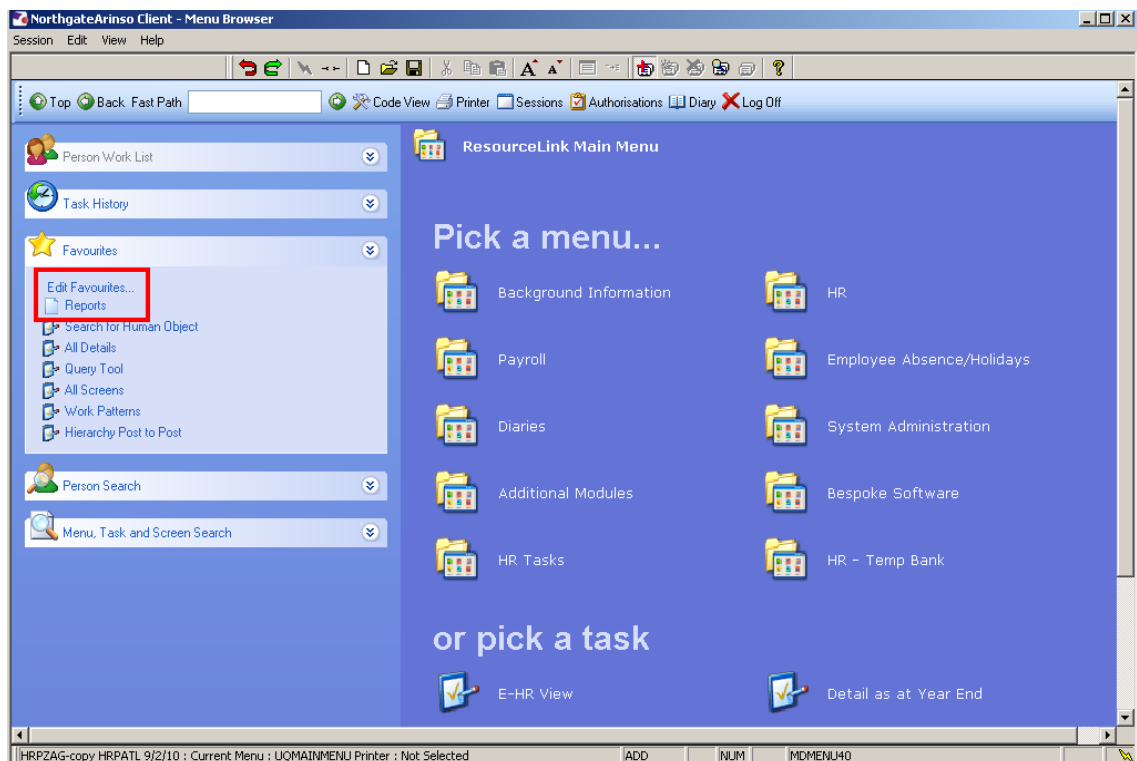 NorthgateArinso Client - Menu Browser
Session Edit View Help
Top Back Fast Path Code View Printer Sessions Authorisations Diary Log Off
Person Work List
Task History
Favourites
Edit Favourites...
Reports
Search for Human Object
All Details
Query Tool
All Screens
Work Patterns
Hierarchy Post to Post
Person Search
Menu, Task and Screen Search
ResourceLink Main Menu
Pick a menu...
Background Information HR
Payroll Employee Absence/Holidays
Diaries System Administration
Additional Modules Bespoke Software
HR Tasks HR - Temp Bank
or pick a task
E-HR View Detail as at Year End
HRPZAG-copy HRPATL 9/2/10 : Current Menu : UQMAINMENU Printer : Not Selected ADD NUM MDMENU40